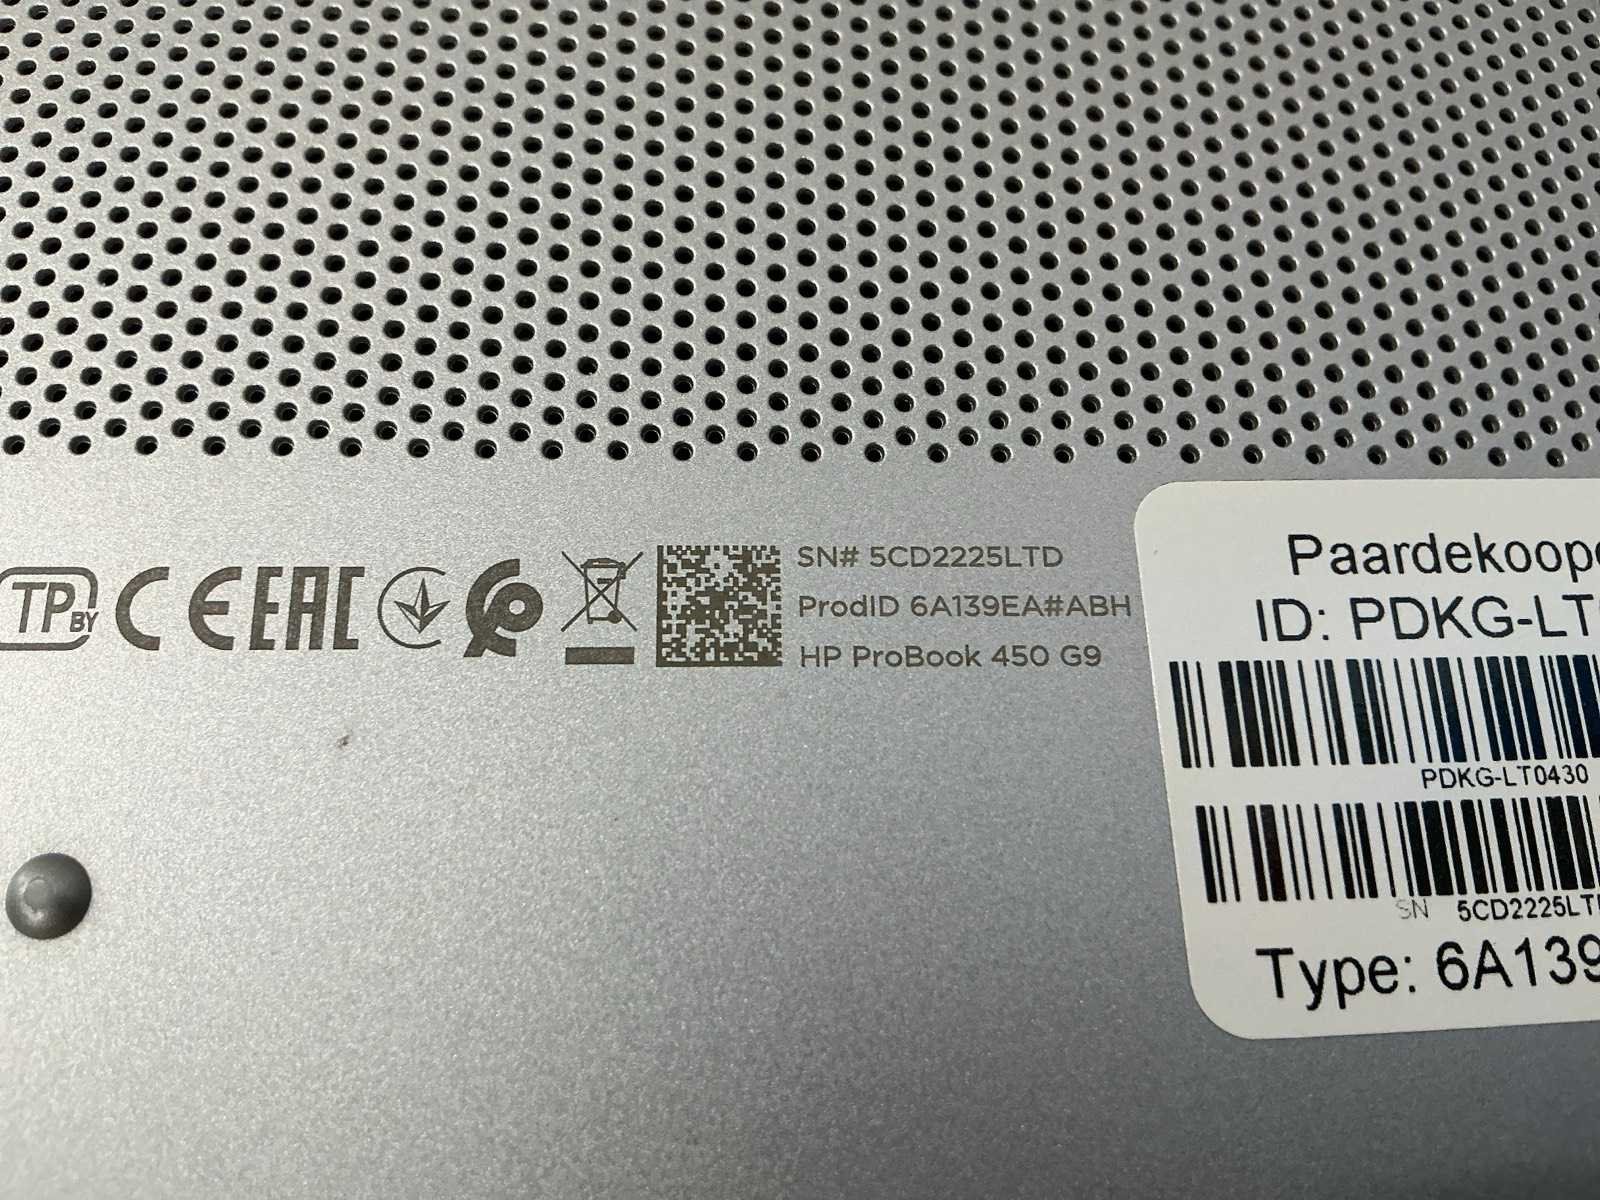 TP BY CE EAC
SN# 5CD2225LTD
ProdID 6A139EA#ABH
HP ProBook 450 G9
Paardekoope
ID: PDKG-LT
PDKG-LT0430
SN 5CD2225LT
Type: 6A139